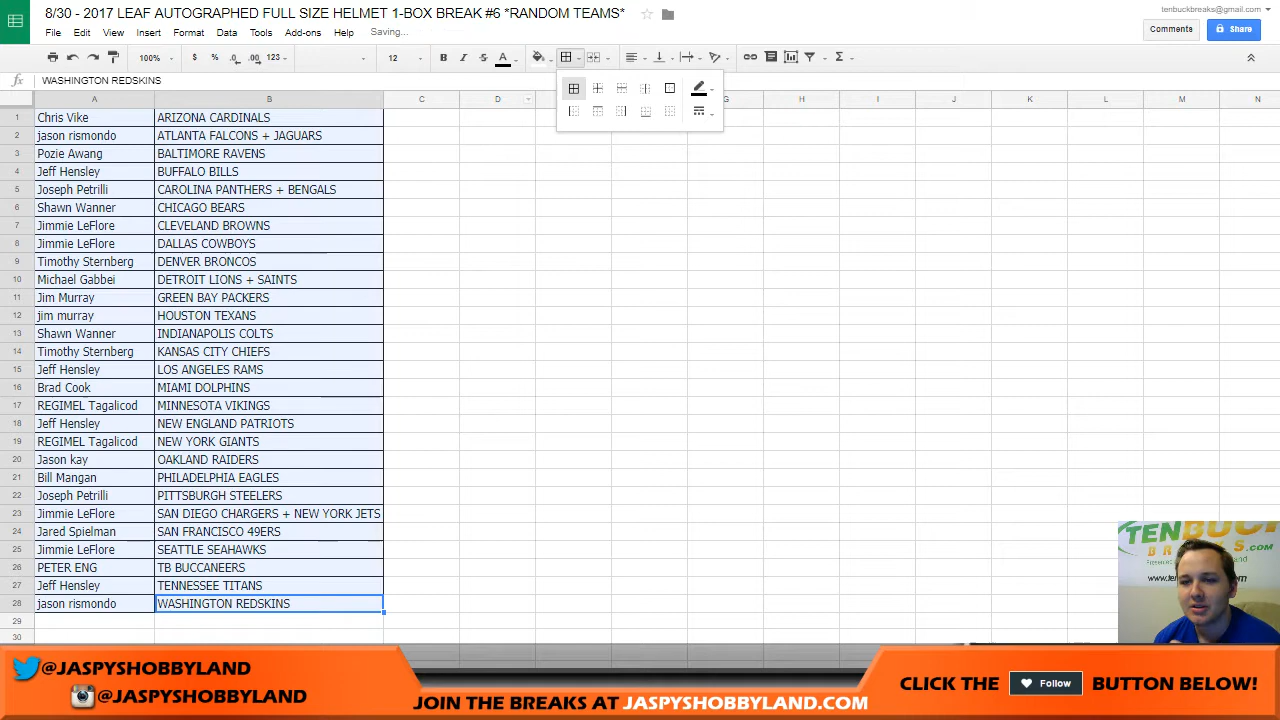 8/30 - 2017 LEAF AUTOGRAPHED FULL SIZE HELMET 1-BOX BREAK #6 *RANDOM TEAMS*
tenbuckbreaks@gmail.com
File Edit View Insert Format Data Tools Add-ons Help Saving...
Comments
Share
100% $ % .0 .00 123 12 B I S A Σ
fx WASHINGTON REDSKINS
A B C D G H I J K L M N
1 Chris Vike ARIZONA CARDINALS
2 jason rismondo ATLANTA FALCONS + JAGUARS
3 Pozie Awang BALTIMORE RAVENS
4 Jeff Hensley BUFFALO BILLS
5 Joseph Petrilli CAROLINA PANTHERS + BENGALS
6 Shawn Wanner CHICAGO BEARS
7 Jimmie LeFlore CLEVELAND BROWNS
8 Jimmie LeFlore DALLAS COWBOYS
9 Timothy Sternberg DENVER BRONCOS
10 Michael Gabbei DETROIT LIONS + SAINTS
11 Jim Murray GREEN BAY PACKERS
12 jim murray HOUSTON TEXANS
13 Shawn Wanner INDIANAPOLIS COLTS
14 Timothy Sternberg KANSAS CITY CHIEFS
15 Jeff Hensley LOS ANGELES RAMS
16 Brad Cook MIAMI DOLPHINS
17 REGIMEL Tagalicod MINNESOTA VIKINGS
18 Jeff Hensley NEW ENGLAND PATRIOTS
19 REGIMEL Tagalicod NEW YORK GIANTS
20 Jason kay OAKLAND RAIDERS
21 Bill Mangan PHILADELPHIA EAGLES
22 Joseph Petrilli PITTSBURGH STEELERS
23 Jimmie LeFlore SAN DIEGO CHARGERS + NEW YORK JETS
24 Jared Spielman SAN FRANCISCO 49ERS
25 Jimmie LeFlore SEATTLE SEAHAWKS
26 PETER ENG TB BUCCANEERS
27 Jeff Hensley TENNESSEE TITANS
28 jason rismondo WASHINGTON REDSKINS
29
30
TENBUCK
@JASPYSHOBBYLAND
@JASPYSHOBBYLAND
JOIN THE BREAKS AT JASPYSHOBBYLAND.COM
CLICK THE Follow BUTTON BELOW!